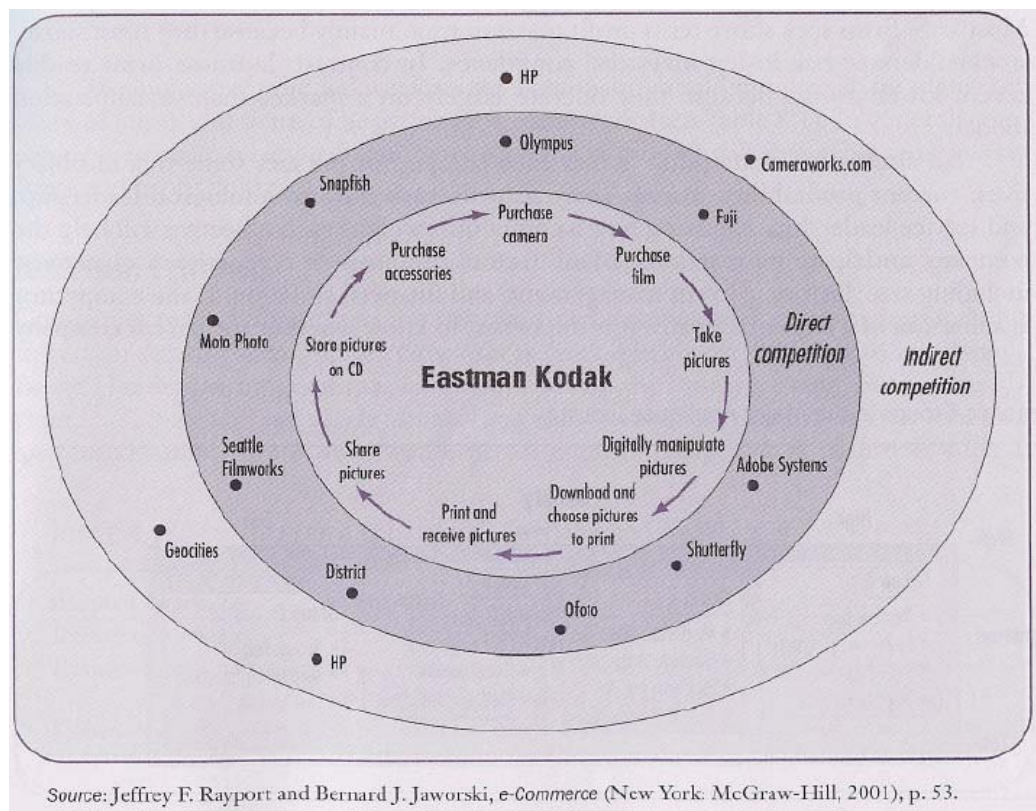 HP
Olympus
Cameraworks.com
Snapfish
Fuji
Purchase
camera
Purchase
accessories
Purchase
film
Moto Photo
Store pictures
on CD
Take
pictures
Direct
competition
Indirect
competition
Eastman Kodak
Seattle
Filmworks
Share
pictures
Digitally manipulate
pictures
Adobe Systems
Download and
choose pictures
to print
Print and
receive pictures
Geocities
District
Shutterfly
Ofoto
HP
Source: Jeffrey F. Rayport and Bernard J. Jaworski, e-Commerce (New York: McGraw-Hill, 2001), p. 53.